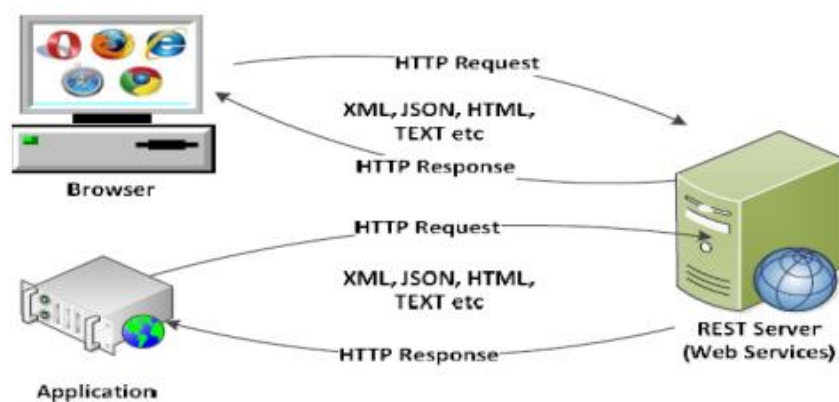 HTTP Request
XML, JSON, HTML,
TEXT etc
HTTP Response
Browser
HTTP Request
XML, JSON, HTML,
TEXT etc
HTTP Response
Application
REST Server
(Web Services)